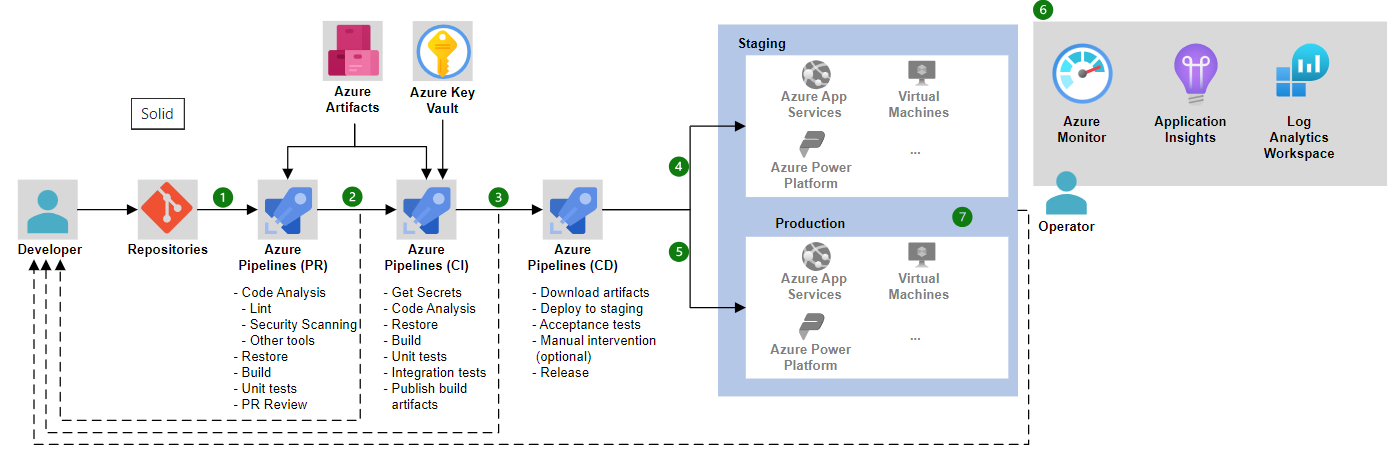 Azure
Artifacts
Azure Key
Vault
Solid
Developer
Repositories
1
Azure
Pipelines (PR)
- Code Analysis
- Lint
- Security Scanning
- Other tools
- Restore
- Build
- Unit tests
- PR Review
2
Azure
Pipelines (CI)
- Get Secrets
- Code Analysis
- Restore
- Build
- Unit tests
- Integration tests
- Publish build
artifacts
3
Azure
Pipelines (CD)
- Download artifacts
- Deploy to staging
- Acceptance tests
- Manual intervention
(optional)
- Release
4
5
Staging
Azure App
Services
Virtual
Machines
Azure Power
Platform
...
Production
7
Azure App
Services
Virtual
Machines
Azure Power
Platform
...
6
Azure
Monitor
Application
Insights
Log
Analytics
Workspace
Operator